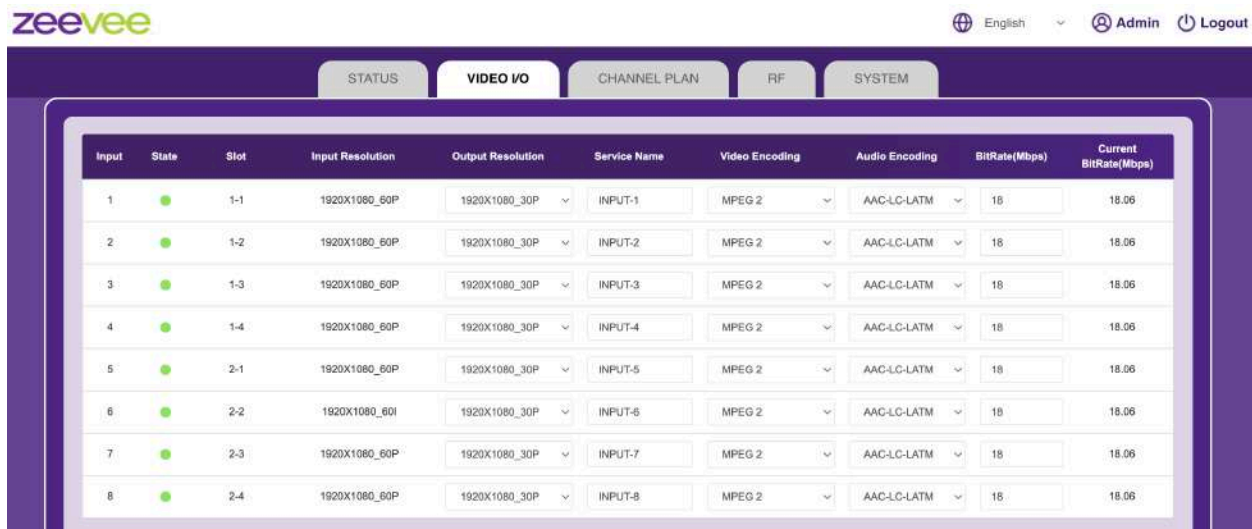 zeevee
English Admin Logout
STATUS VIDEO I/O CHANNEL PLAN RF SYSTEM
Input State Slot Input Resolution Output Resolution Service Name Video Encoding Audio Encoding BitRate(Mbps) Current BitRate(Mbps)
1 1-1 1920X1080_60P 1920X1080_30P INPUT-1 MPEG 2 AAC-LC-LATM 18 18.06
2 1-2 1920X1080_60P 1920X1080_30P INPUT-2 MPEG 2 AAC-LC-LATM 18 18.06
3 1-3 1920X1080_60P 1920X1080_30P INPUT-3 MPEG 2 AAC-LC-LATM 18 18.06
4 1-4 1920X1080_60P 1920X1080_30P INPUT-4 MPEG 2 AAC-LC-LATM 18 18.06
5 2-1 1920X1080_60P 1920X1080_30P INPUT-5 MPEG 2 AAC-LC-LATM 18 18.06
6 2-2 1920X1080_60I 1920X1080_30P INPUT-6 MPEG 2 AAC-LC-LATM 18 18.06
7 2-3 1920X1080_60P 1920X1080_30P INPUT-7 MPEG 2 AAC-LC-LATM 18 18.06
8 2-4 1920X1080_60P 1920X1080_30P INPUT-8 MPEG 2 AAC-LC-LATM 18 18.06